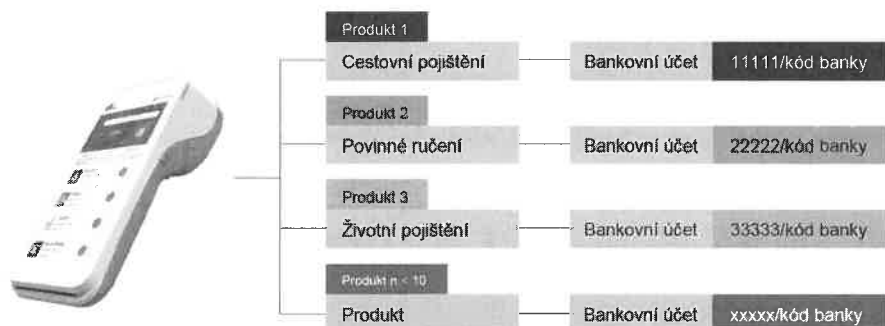 Produkt 1
Cestovní pojištění Bankovní účet 11111/kód banky
Produkt 2
Povinné ručení Bankovní účet 22222/kód banky
Produkt 3
Životní pojištění Bankovní účet 33333/kód banky
Produkt n < 10
Produkt Bankovní účet xxxxx/kód banky